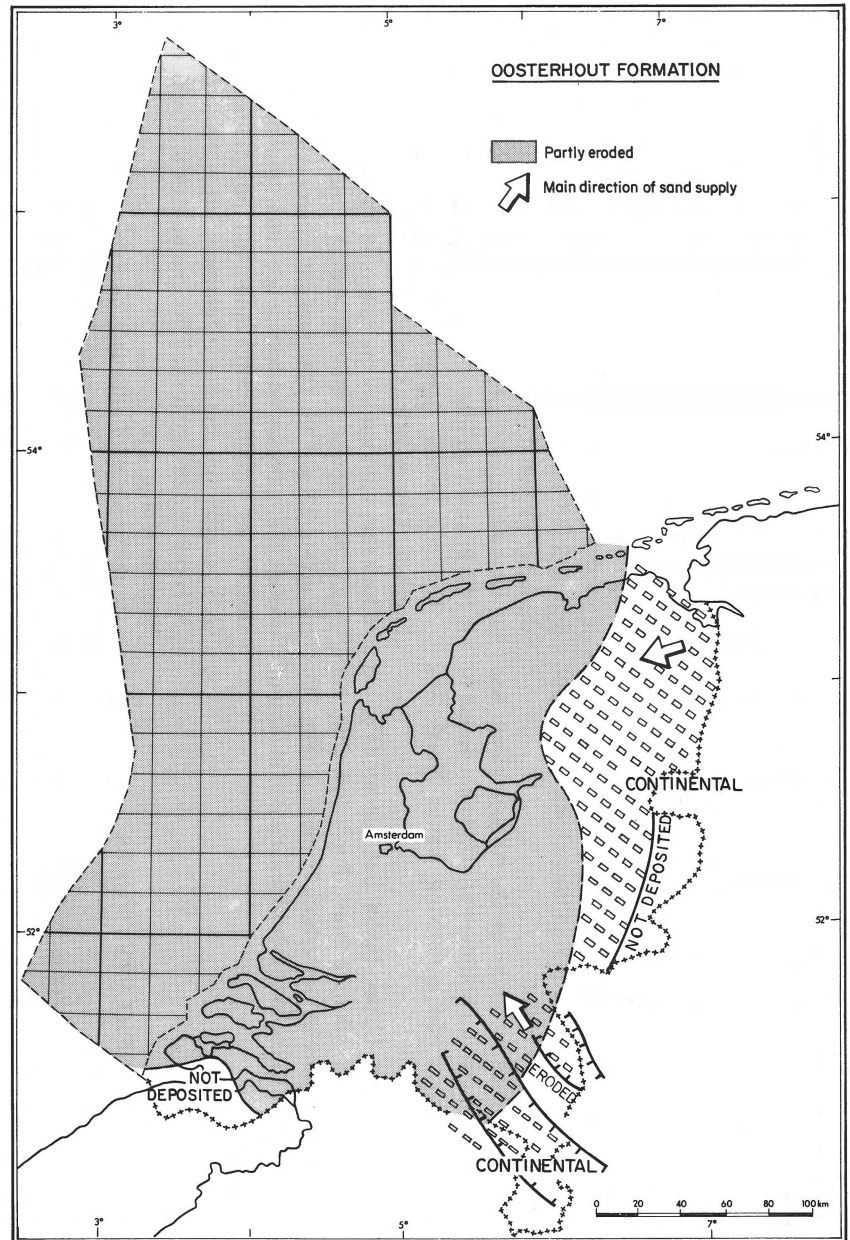 3°
5°
7°
OOSTERHOUT FORMATION
Partly eroded
Main direction of sand supply
54°
54°
CONTINENTAL
Amsterdam
NOT DEPOSITED
52°
52°
ERODED
NOT
DEPOSITED
CONTINENTAL
0 20 40 60 80 100 km
3°
5°
7°